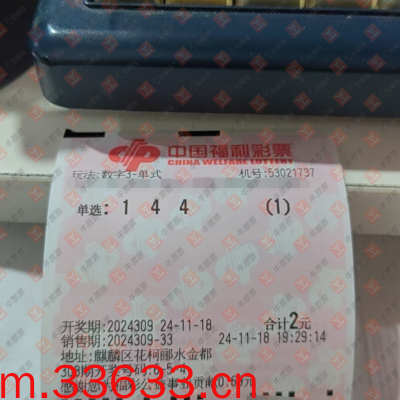 中国福利彩票
CHINA WELFARE LOTTERY
玩法:数字3-单式 机号:53021737
单选: 1 4 4 (1)
开奖期:2024309 24-11-18 合计2元
销售期:2024309-33 24-11-18 19:29:14
地址:麒麟区花柯郦水金都
m.33633.cn